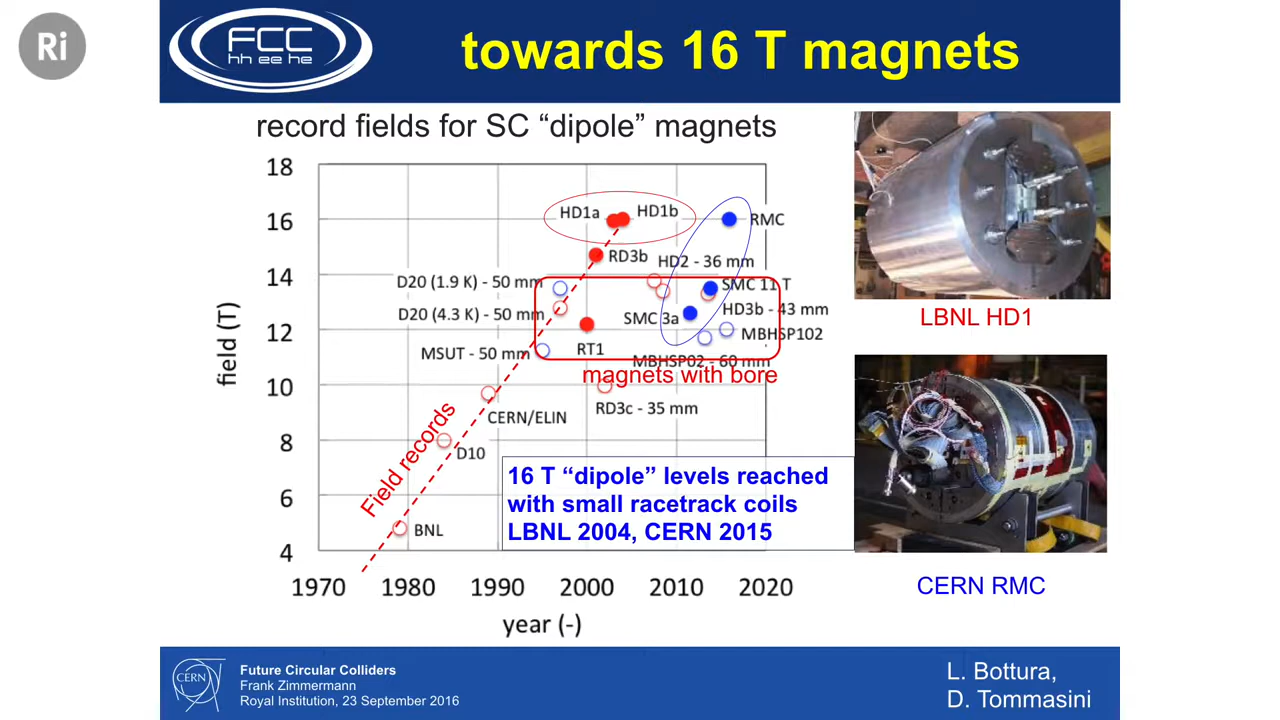 Ri
FCC
hh ee he
towards 16 T magnets
record fields for SC “dipole” magnets
18
16
14
12
10
8
6
4
field (T)
1970 1980 1990 2000 2010 2020
year (-)
HD1a
HD1b
RMC
RD3b
HD2 - 36 mm
D20 (1.9 K) - 50 mm
SMC 11 T
D20 (4.3 K) - 50 mm
SMC 3a
HD3b - 43 mm
MSUT - 50 mm
RT1
MBHSP102
MBHSP02 - 60 mm
magnets with bore
RD3c - 35 mm
CERN/ELIN
Field records
D10
BNL
16 T “dipole” levels reached
with small racetrack coils
LBNL 2004, CERN 2015
LBNL HD1
CERN RMC
CERN
Future Circular Colliders
Frank Zimmermann
Royal Institution, 23 September 2016
L. Bottura,
D. Tommasini